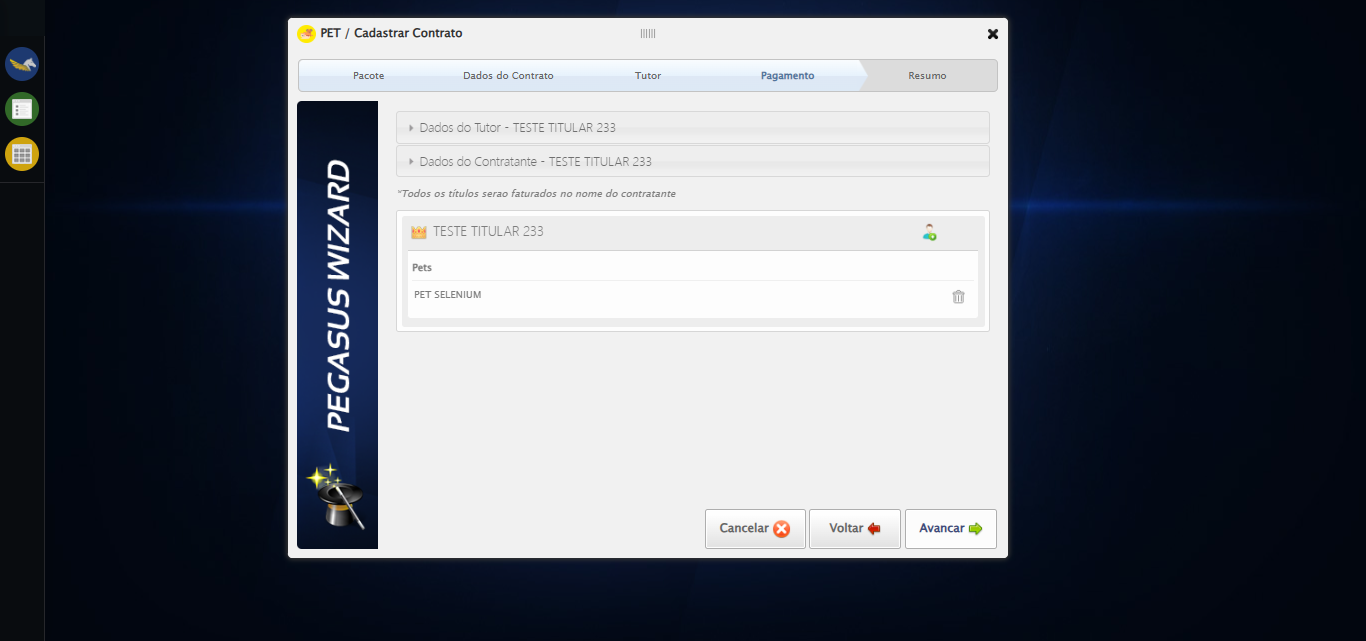 PET / Cadastrar Contrato
Pacote
Dados do Contrato
Tutor
Pagamento
Resumo
PEGASUS WIZARD
Dados do Tutor - TESTE TITULAR 233
Dados do Contratante - TESTE TITULAR 233
*Todos os títulos serao faturados no nome do contratante
TESTE TITULAR 233
Pets
PET SELENIUM
Cancelar
Voltar
Avancar